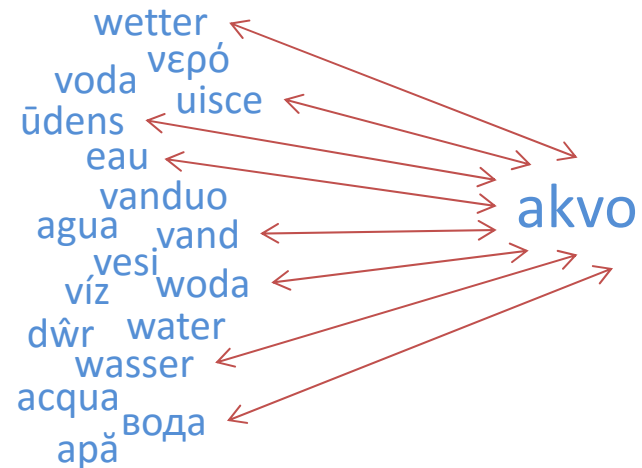 wetter
νερό
voda
uisce
ūdens
eau
vanduo
akvo
agua
vand
vesi
víz
woda
dŵr
water
wasser
acqua
вода
apă